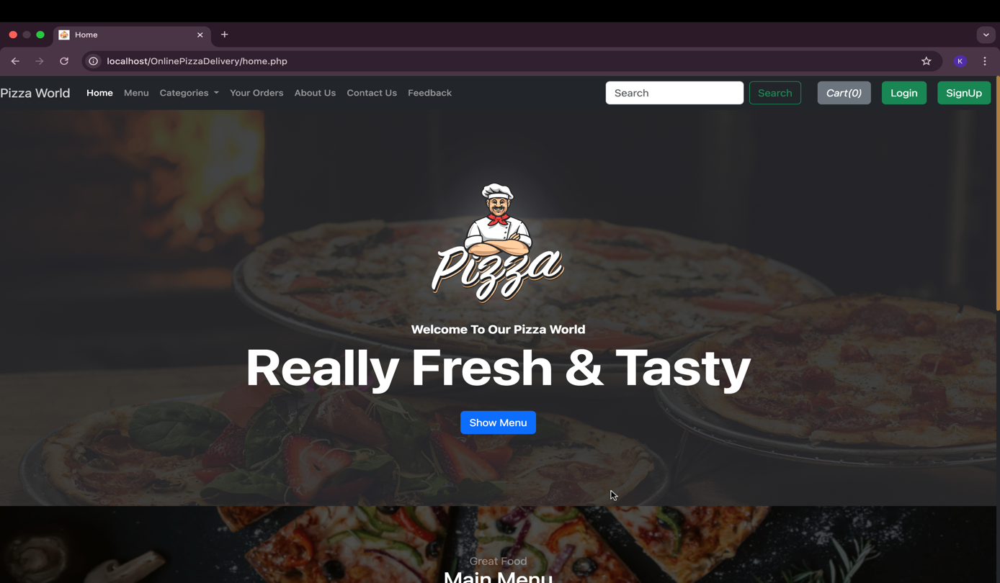 Home
localhost/OnlinePizzaDelivery/home.php
K
Pizza World Home Menu Categories Your Orders About Us Contact Us Feedback Search Search Cart(0) Login SignUp
Pizza
Welcome To Our Pizza World
Really Fresh & Tasty
Show Menu
Great Food
Main Menu